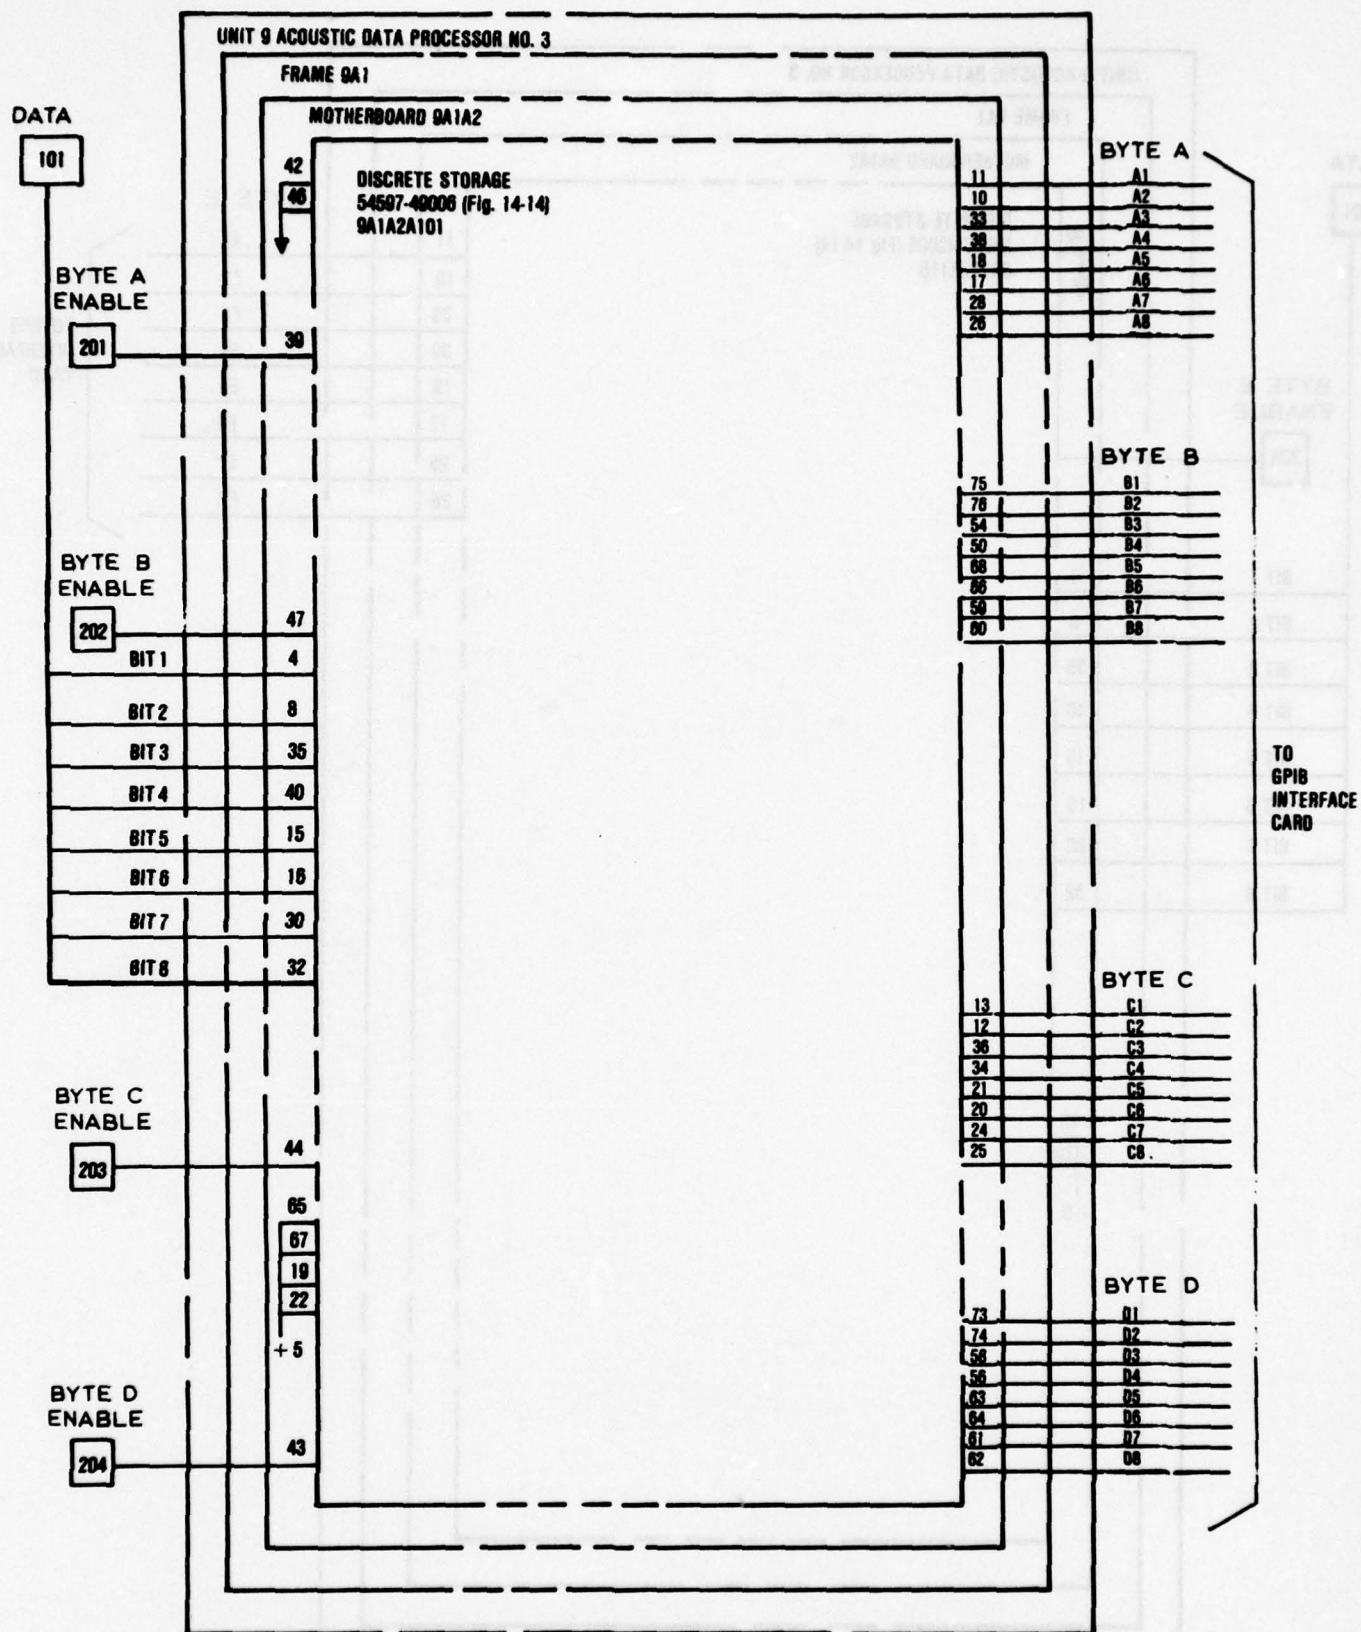 UNIT 9 ACOUSTIC DATA PROCESSOR NO. 3
FRAME 9A1
MOTHERBOARD 9A1A2
DISCRETE STORAGE
54597-49006 (Fig. 14-14)
9A1A2A101
DATA
101
42
46
BYTE A
ENABLE
201
39
BYTE B
ENABLE
202
47
BIT 1 4
BIT 2 8
BIT 3 35
BIT 4 40
BIT 5 15
BIT 6 16
BIT 7 30
BIT 8 32
BYTE C
ENABLE
203
44
65
67
19
22
+ 5
BYTE D
ENABLE
204
43
BYTE A
11 A1
10 A2
33 A3
38 A4
18 A5
17 A6
28 A7
26 A8
BYTE B
75 B1
76 B2
54 B3
50 B4
68 B5
66 B6
59 B7
60 B8
TO
GPIB
INTERFACE
CARD
BYTE C
13 C1
12 C2
36 C3
34 C4
21 C5
20 C6
24 C7
25 C8
BYTE D
73 D1
74 D2
58 D3
56 D4
63 D5
64 D6
61 D7
62 D8